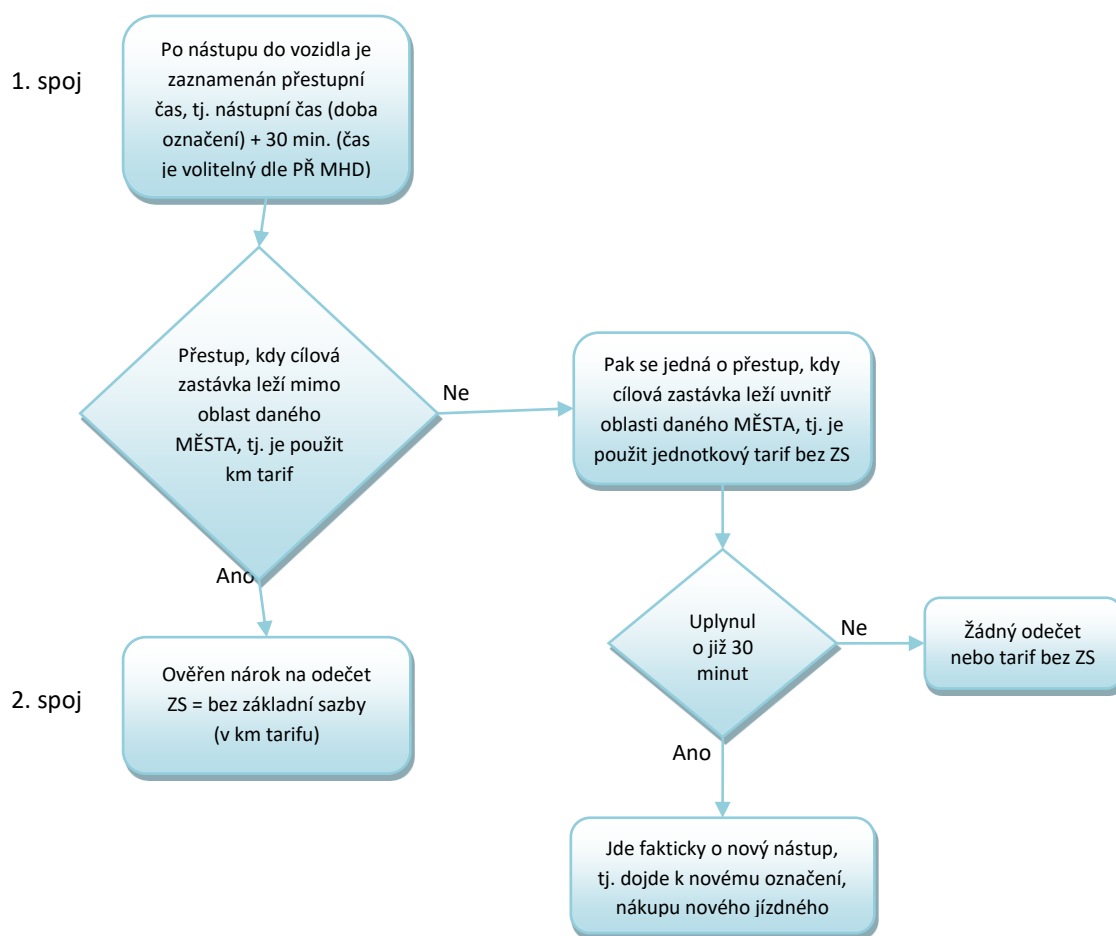 1. spoj
Po nástupu do vozidla je
zaznamenán přestupní
čas, tj. nástupní čas (doba
označení) + 30 min. (čas
je volitelný dle PŘ MHD)
Přestup, kdy cílová
zastávka leží mimo
oblast daného
MĚSTA, tj. je použit
km tarif
Ne
Pak se jedná o přestup, kdy
cílová zastávka leží uvnitř
oblasti daného MĚSTA, tj. je
použit jednotkový tarif bez ZS
Ano
Uplynul
o již 30
minut
Ne
Žádný odečet
nebo tarif bez ZS
2. spoj
Ověřen nárok na odečet
ZS = bez základní sazby
(v km tarifu)
Ano
Jde fakticky o nový nástup,
tj. dojde k novému označení,
nákupu nového jízdného